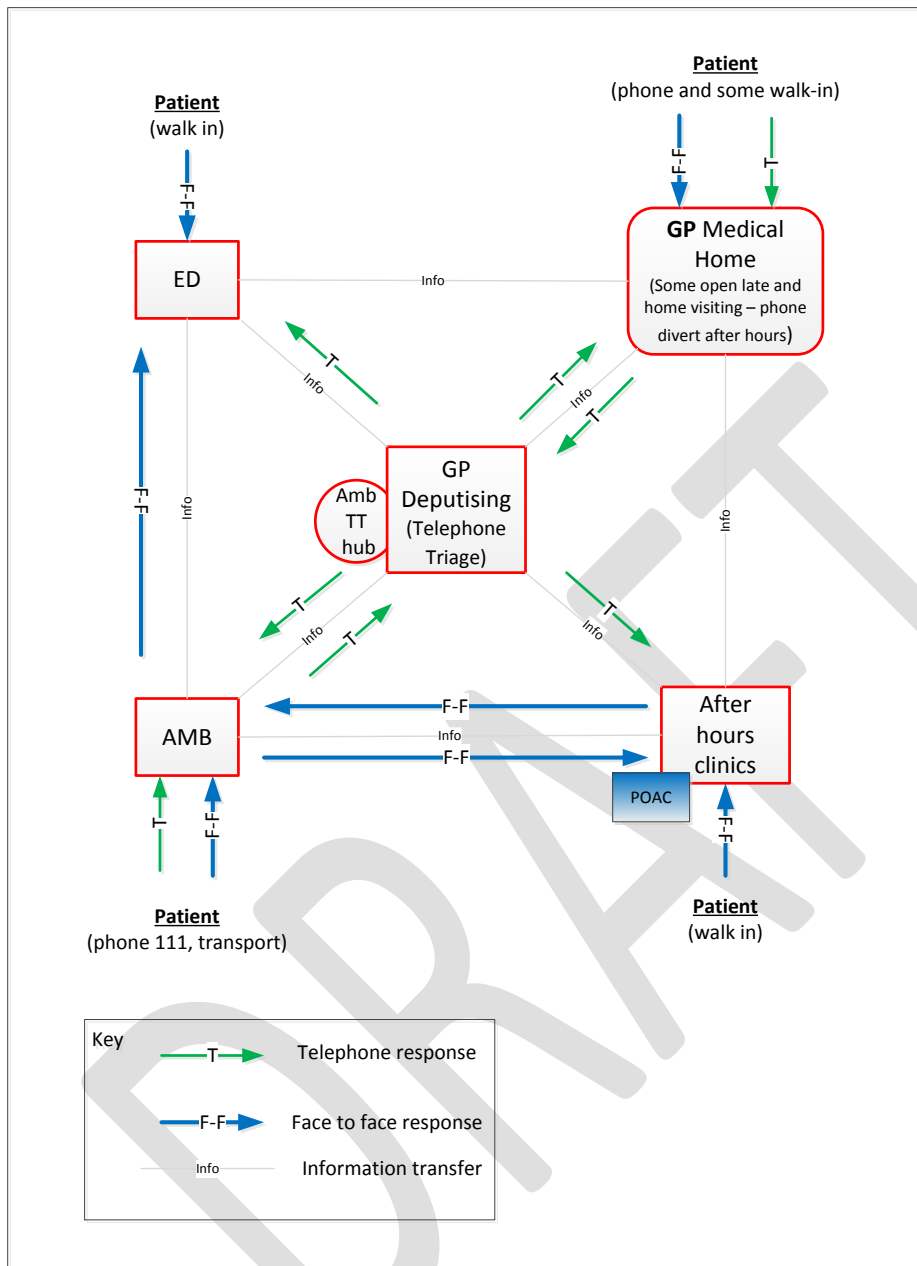 Patient
(phone and some walk-in)
Patient
(walk in)
F-F
F-F
T
GP Medical
Home
(Some open late and
home visiting – phone
divert after hours)
ED
Info
T
T
Info
Info
T
F-F
Info
Info
GP
Deputising
(Telephone
Triage)
Amb
TT
hub
T
Info
T
T
Info
AMB
F-F
Info
F-F
After
hours
clinics
POAC
T
F-F
F-F
Patient
(phone 111, transport)
Patient
(walk in)
Key
T
Telephone response
F-F
Face to face response
Info
Information transfer
DRAFT